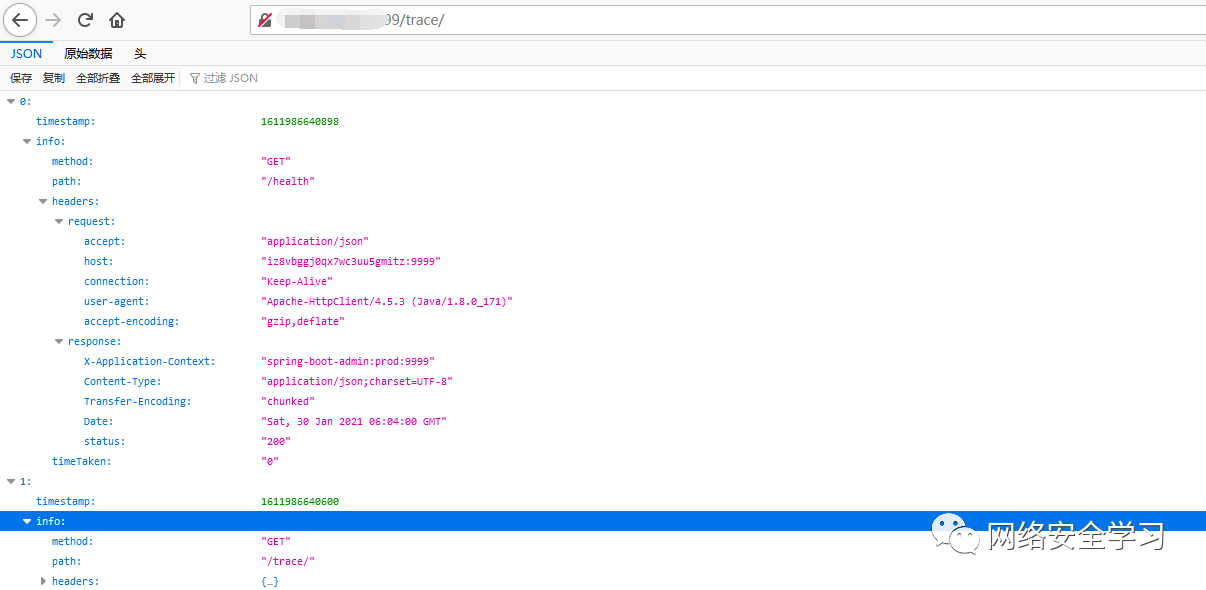 99/trace/
JSON 原始数据 头
保存 复制 全部折叠 全部展开 过滤 JSON
0:
timestamp: 1611986640898
info:
method: "GET"
path: "/health"
headers:
request:
accept: "application/json"
host: "iz8vbggj0qx7wc3uu5gmitz:9999"
connection: "Keep-Alive"
user-agent: "Apache-HttpClient/4.5.3 (Java/1.8.0_171)"
accept-encoding: "gzip,deflate"
response:
X-Application-Context: "spring-boot-admin:prod:9999"
Content-Type: "application/json;charset=UTF-8"
Transfer-Encoding: "chunked"
Date: "Sat, 30 Jan 2021 06:04:00 GMT"
status: "200"
timeTaken: "0"
1:
timestamp: 1611986640600
info:
method: "GET"
path: "/trace/"
headers: {…}
网络安全学习